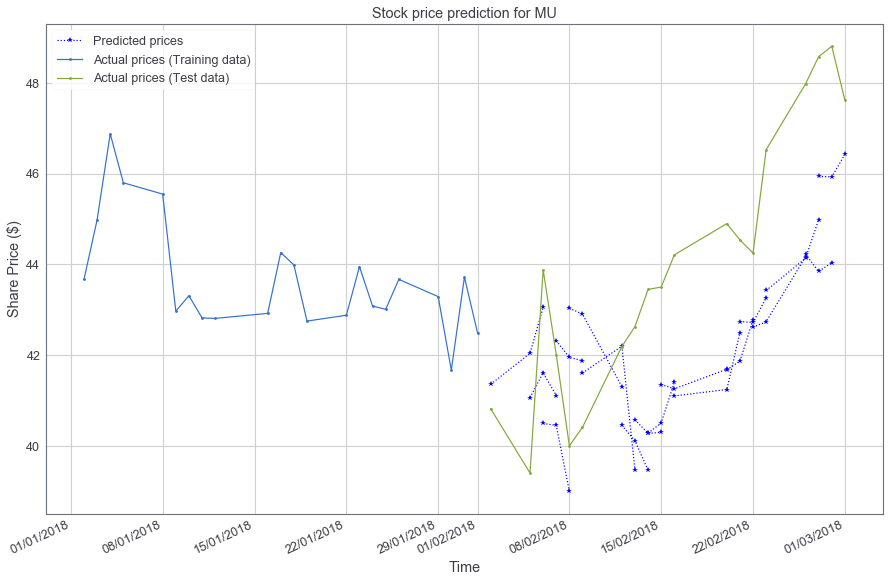 Stock price prediction for MU
Predicted prices
Actual prices (Training data)
Actual prices (Test data)
48
46
44
42
40
Share Price ($)
01/01/2018
08/01/2018
15/01/2018
22/01/2018
29/01/2018
01/02/2018
08/02/2018
15/02/2018
22/02/2018
01/03/2018
Time